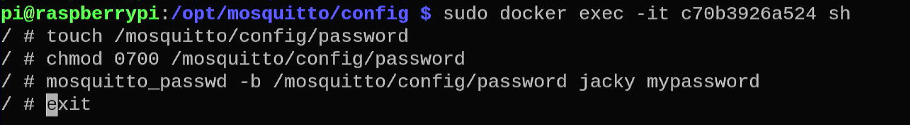 pi@raspberrypi:/opt/mosquitto/config $ sudo docker exec -it c70b3926a524 sh
/ # touch /mosquitto/config/password
/ # chmod 0700 /mosquitto/config/password
/ # mosquitto_passwd -b /mosquitto/config/password jacky mypassword
/ # exit